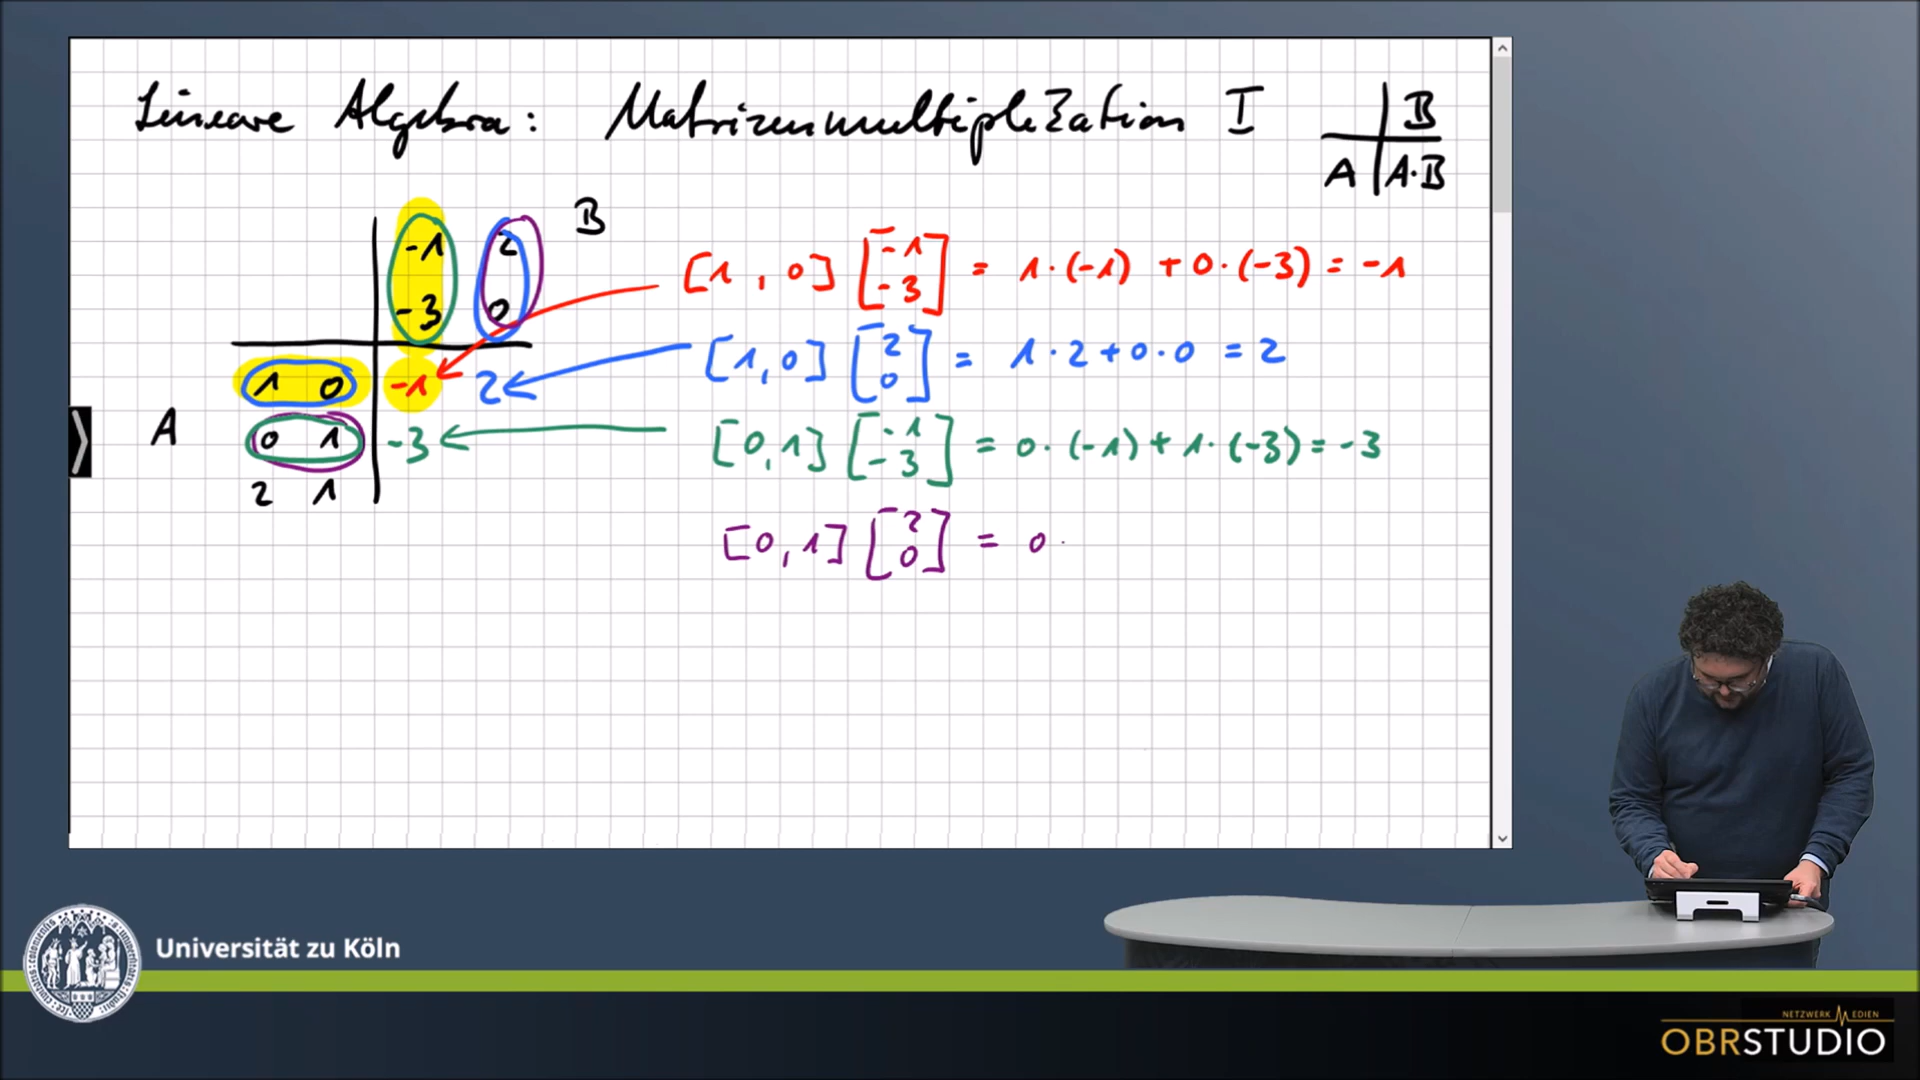 Lineare Algebra: Matrizenmultiplikation I
B
A A·B
B
-1 2
-3 0
1 0 -1 2
A 0 1 -3
2 1
[1, 0] [-1 -3] = 1·(-1) + 0·(-3) = -1
[1, 0] [2 0] = 1·2+0·0 = 2
[0,1] [-1 -3] = 0·(-1)+1·(-3) = -3
[0, 1] [2 0] = 0·
Universität zu Köln
NETZWERK MEDIEN
OBRSTUDIO